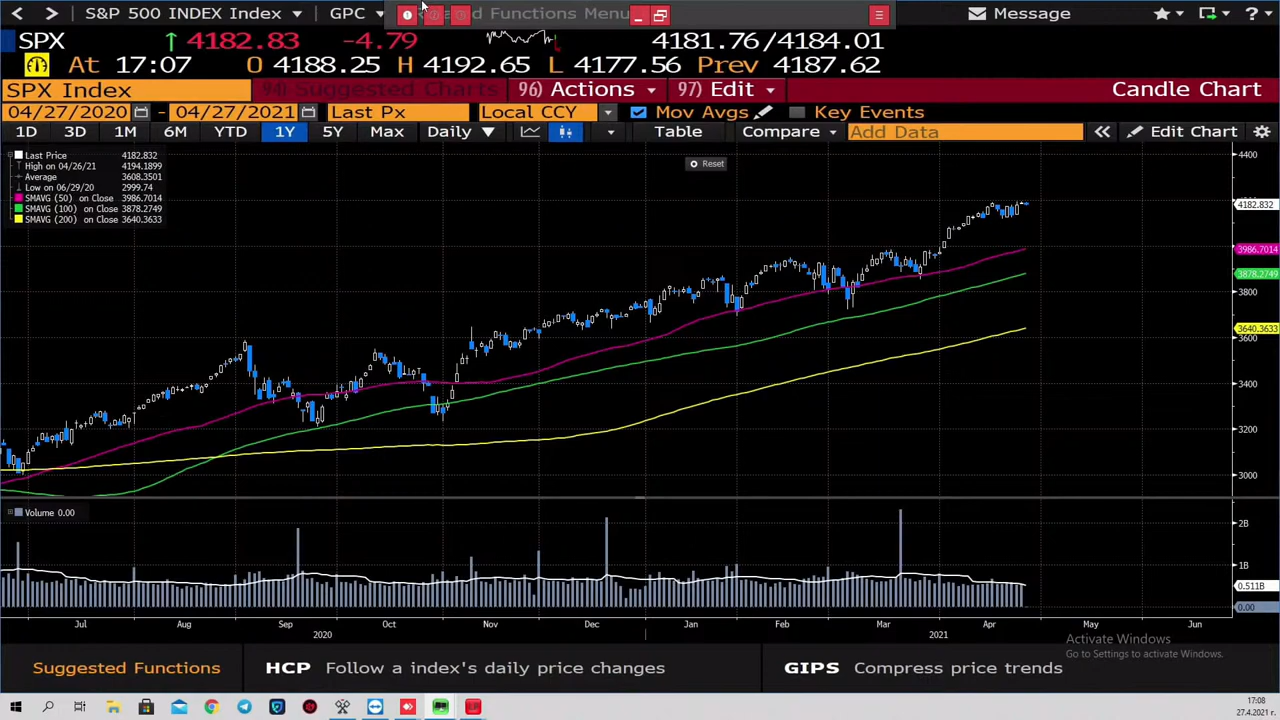 S&P 500 INDEX Index GPC ed Functions Menu Message
SPX 4182.83 -4.79 4181.76/4184.01
At 17:07 O 4188.25 H 4192.65 L 4177.56 Prev 4187.62
SPX Index 94) Suggested Charts 96) Actions 97) Edit Candle Chart
04/27/2020 - 04/27/2021 Last Px Local CCY Mov Avgs Key Events
1D 3D 1M 6M YTD 1Y 5Y Max Daily Table Compare Add Data Edit Chart
Reset
Last Price 4182.832
High on 04/26/21 4194.1899
Average 3608.3501
Low on 06/29/20 2999.74
SMAVG (50) on Close 3986.7014
SMAVG (100) on Close 3878.2749
SMAVG (200) on Close 3640.3633
4400
4182.832
3986.7014
3878.2749
3800
3640.3633
3600
3400
3200
3000
Volume 0.00
2B
1B
0.511B
0.00
Jul Aug Sep Oct Nov Dec Jan Feb Mar Apr May Jun
2020 2021
Activate Windows
Go to Settings to activate Windows.
Suggested Functions HCP Follow a index's daily price changes GIPS Compress price trends
17:08
27.4.2021 г.